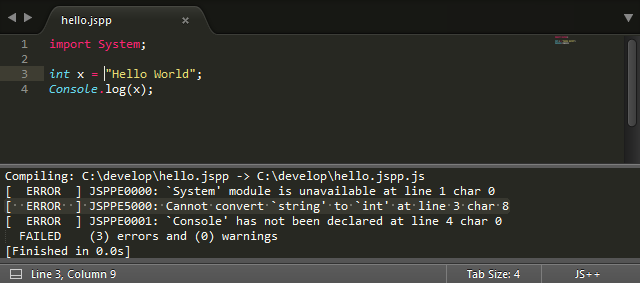 hello.jspp ×
1 import System;
2
3 int x = "Hello World";
4 Console.log(x);
Compiling: C:\develop\hello.jspp -> C:\develop\hello.jspp.js
[  ERROR  ] JSPPE0000: `System' module is unavailable at line 1 char 0
[  ERROR  ] JSPPE5000: Cannot convert `string' to `int' at line 3 char 8
[  ERROR  ] JSPPE0001: `Console' has not been declared at line 4 char 0
  FAILED    (3) errors and (0) warnings
[Finished in 0.0s]
Line 3, Column 9 Tab Size: 4 JS++